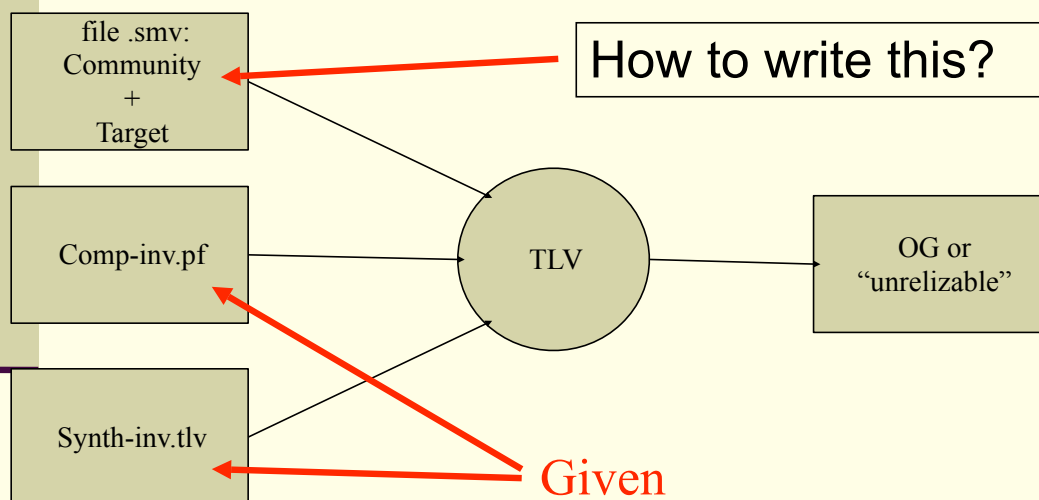 file .smv:
Community
+
Target
How to write this?
Comp-inv.pf
TLV
OG or
“unrelizable”
Synth-inv.tlv
Given